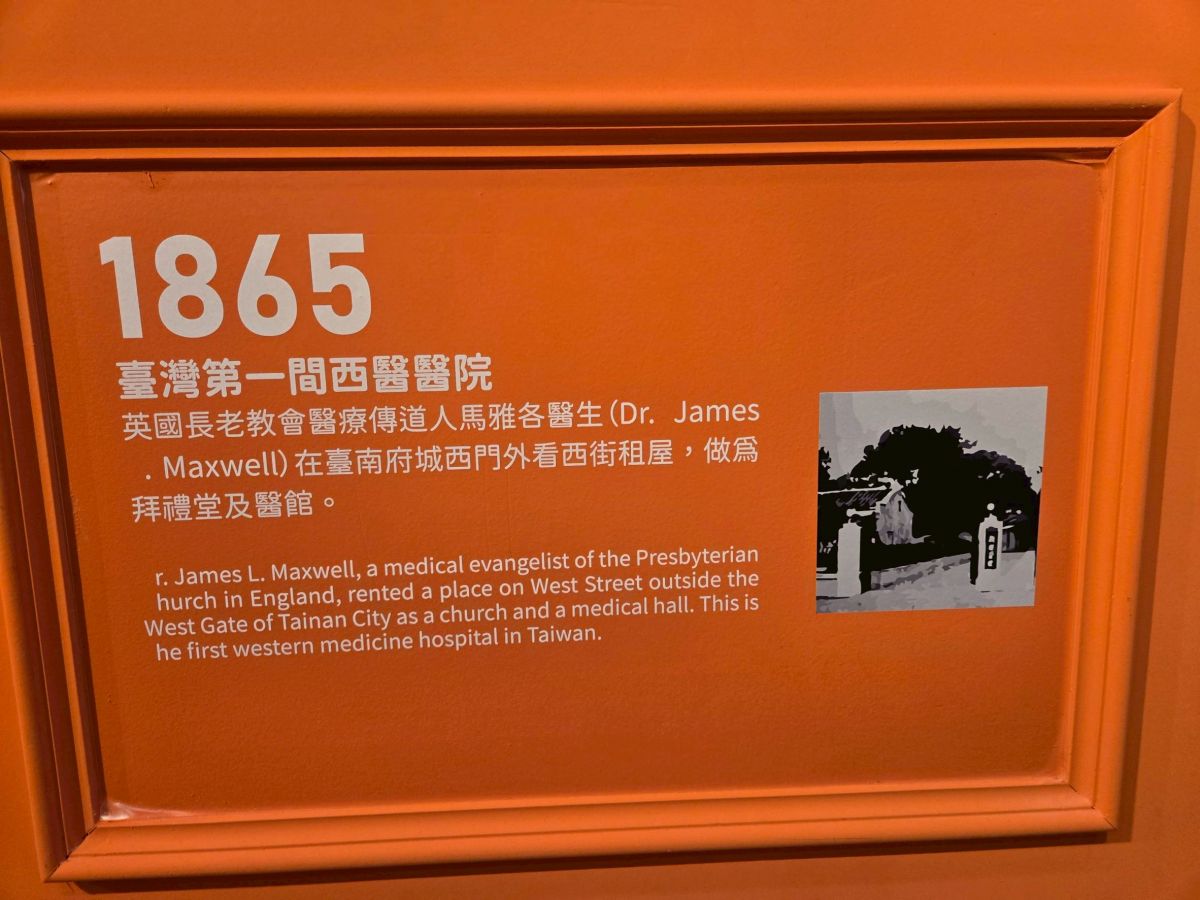 1865
臺灣第一間西醫醫院
英國長老教會醫療傳道人馬雅各醫生(Dr. James
. Maxwell)在臺南府城西門外看西街租屋，做為
拜禮堂及醫館。
r. James L. Maxwell, a medical evangelist of the Presbyterian
hurch in England, rented a place on West Street outside the
West Gate of Tainan City as a church and a medical hall. This is
he first western medicine hospital in Taiwan.